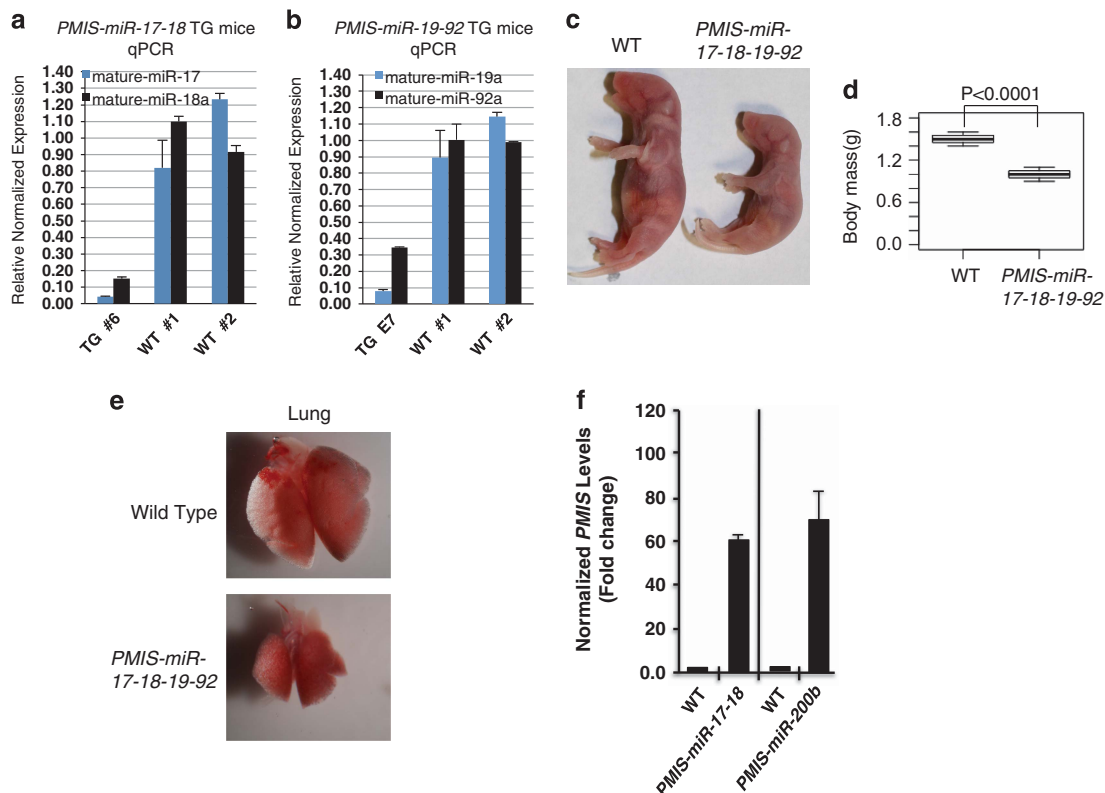 a
PMIS-miR-17-18 TG mice
qPCR
Relative Normalized Expression
1.40
1.30
1.20
1.10
1.00
0.90
0.80
0.70
0.60
0.50
0.40
0.30
0.20
0.10
0.00
mature-miR-17
mature-miR-18a
TG #6
WT #1
WT #2
b
PMIS-miR-19-92 TG mice
qPCR
Relative Normalized Expression
1.40
1.30
1.20
1.10
1.00
0.90
0.80
0.70
0.60
0.50
0.40
0.30
0.20
0.10
0.00
mature-miR-19a
mature-miR-92a
TG E7
WT #1
WT #2
c
WT
PMIS-miR-
17-18-19-92
d
P<0.0001
Body mass(g)
1.8
1.2
0.6
0.0
WT
PMIS-miR-
17-18-19-92
e
Lung
Wild Type
PMIS-miR-
17-18-19-92
f
Normalized PMIS Levels
(Fold change)
120
100
80
60
40
20
0.0
WT
PMIS-miR-17-18
WT
PMIS-miR-200b